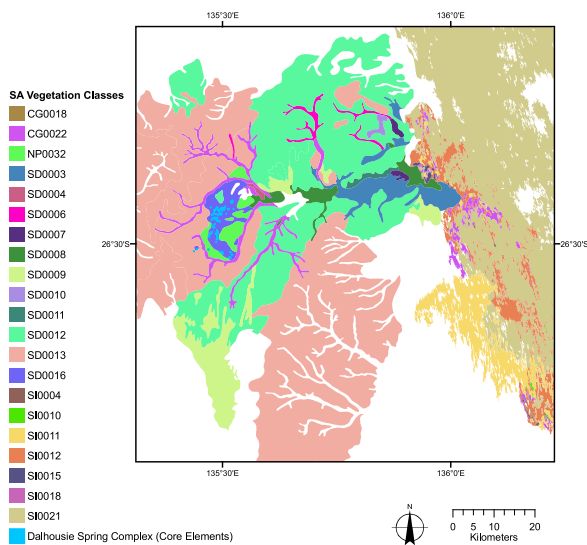 135°30'E 136°0'E
SA Vegetation Classes
CG0018
CG0022
NP0032
SD0003
SD0004
SD0006
SD0007
SD0008
SD0009
SD0010
SD0011
SD0012
SD0013
SD0016
SI0004
SI0010
SI0011
SI0012
SI0015
SI0018
SI0021
Dalhousie Spring Complex (Core Elements)
26°30'S 26°30'S
135°30'E 136°0'E
N
0 5 10 20
Kilometers